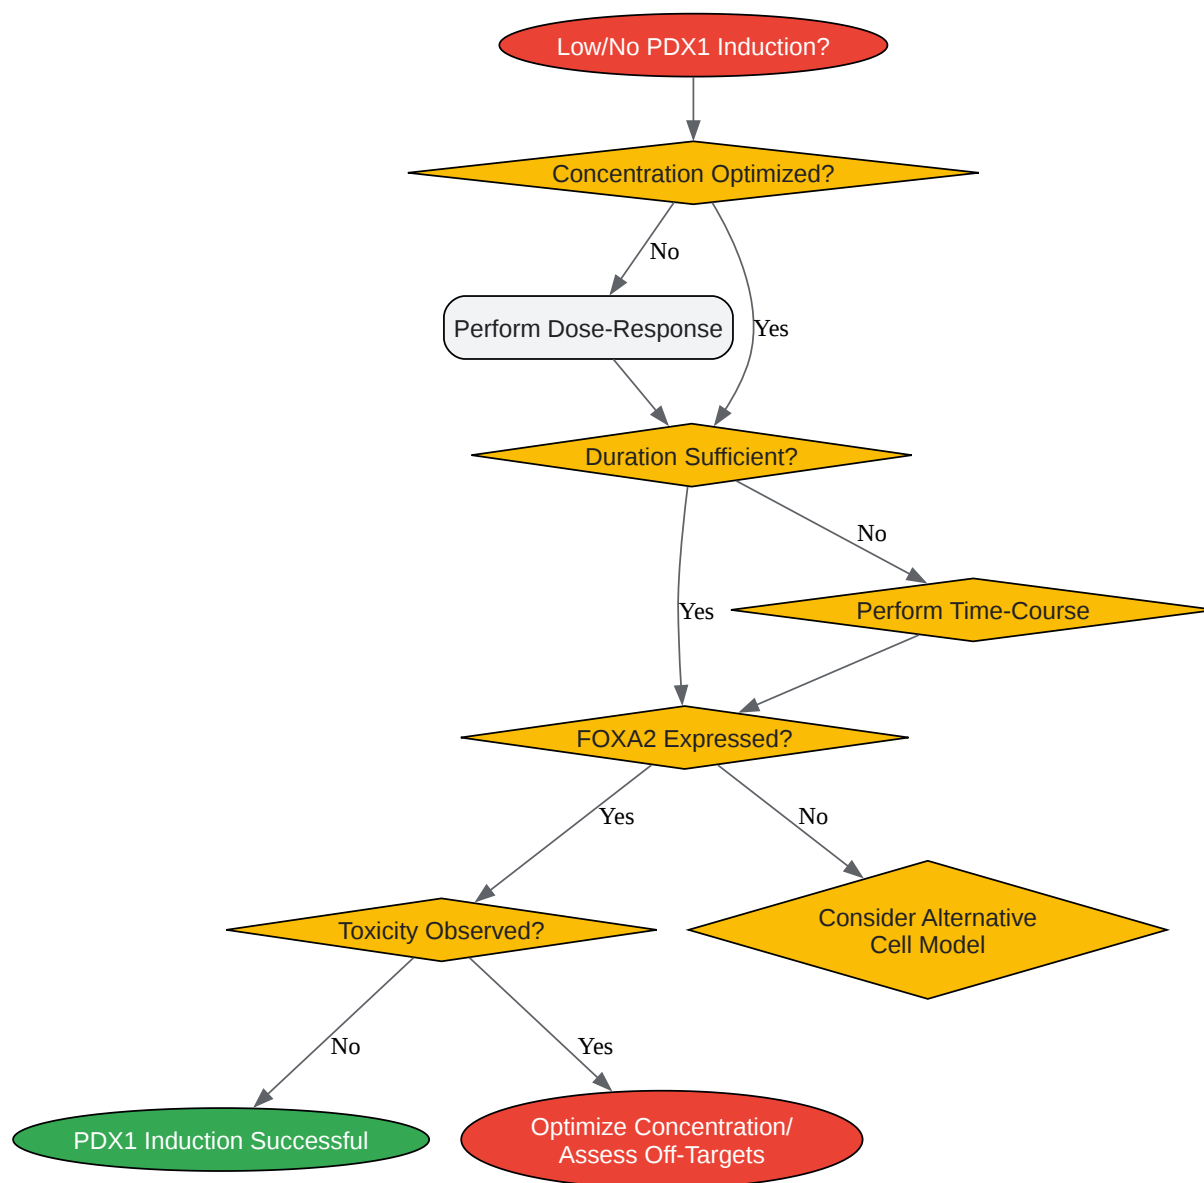 Low/No PDX1 Induction?
Concentration Optimized?
No
Perform Dose-Response
Yes
Duration Sufficient?
No
Yes
Perform Time-Course
FOXA2 Expressed?
Yes
No
Toxicity Observed?
Consider Alternative
Cell Model
No
Yes
PDX1 Induction Successful
Optimize Concentration/
Assess Off-Targets